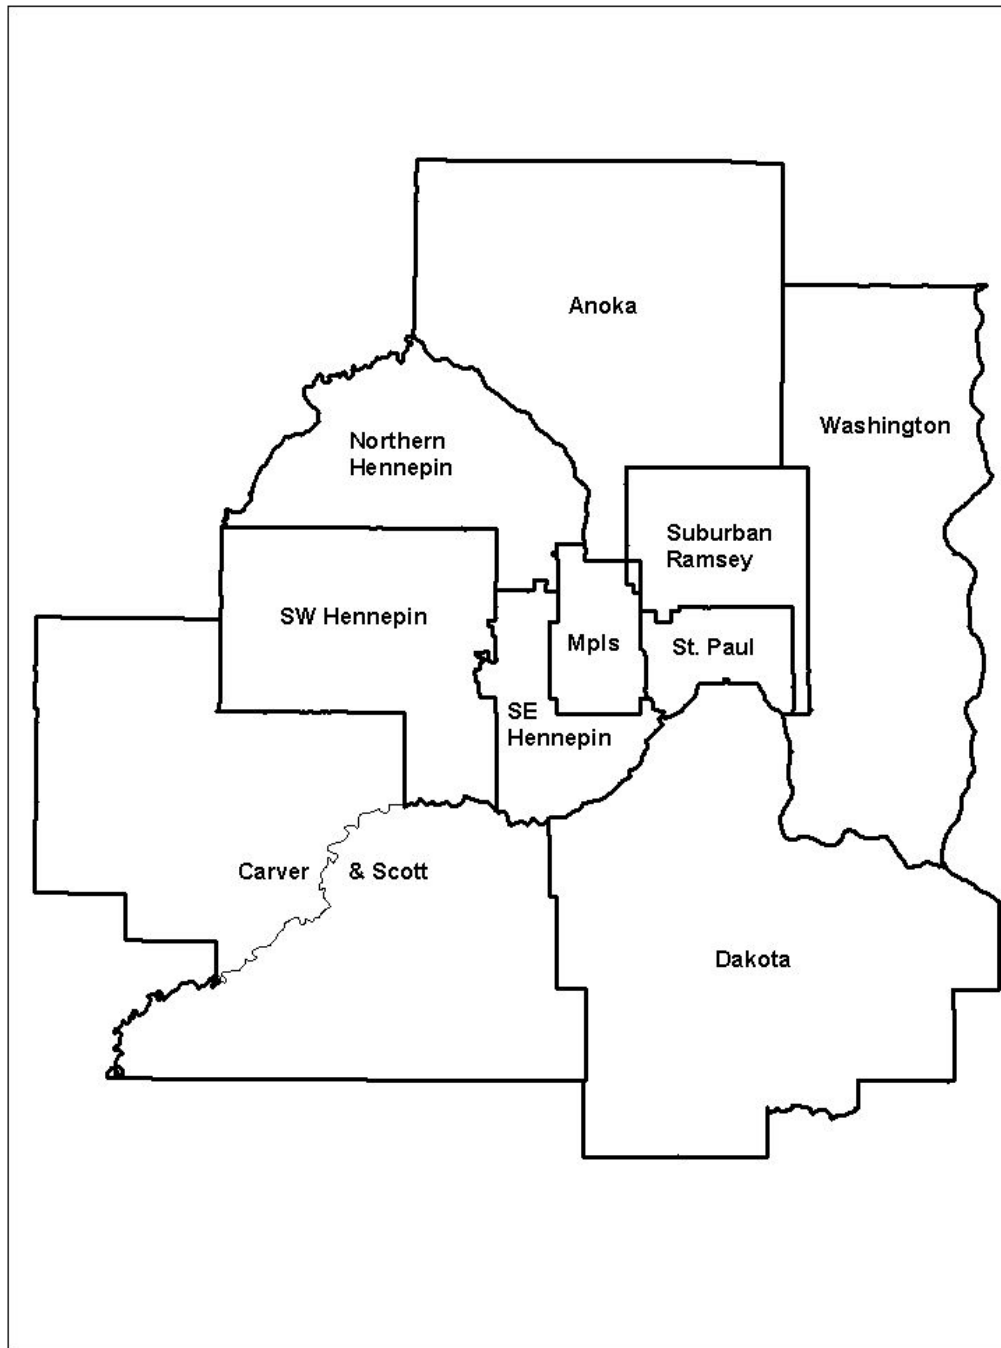 Anoka
Washington
Northern
Hennepin
Suburban
Ramsey
SW Hennepin
Mpls
St. Paul
SE
Hennepin
Carver & Scott
Dakota